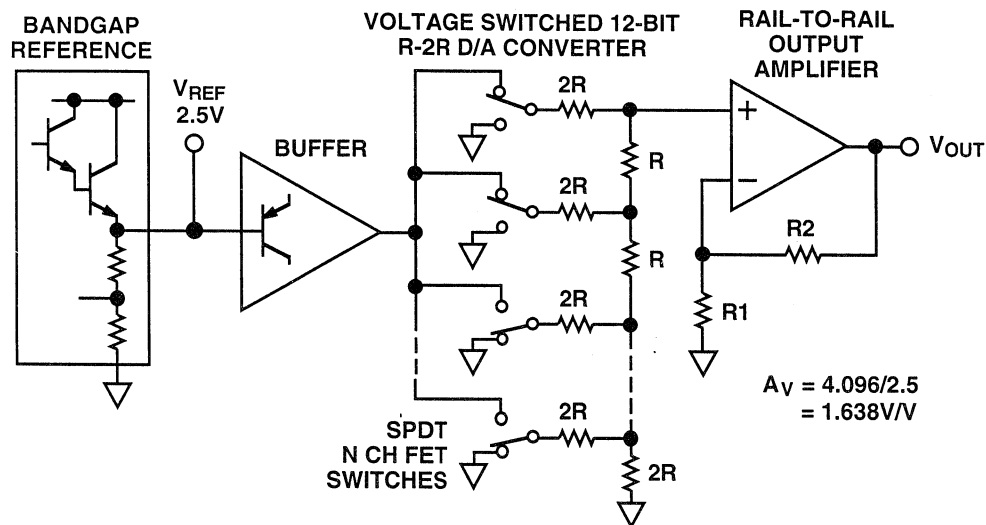 BANDGAP
REFERENCE
VREF
2.5V
BUFFER
VOLTAGE SWITCHED 12-BIT
R-2R D/A CONVERTER
2R
R
2R
R
2R
2R
2R
SPDT
N CH FET
SWITCHES
RAIL-TO-RAIL
OUTPUT
AMPLIFIER
+
−
VOUT
R2
R1
AV = 4.096/2.5
= 1.638V/V